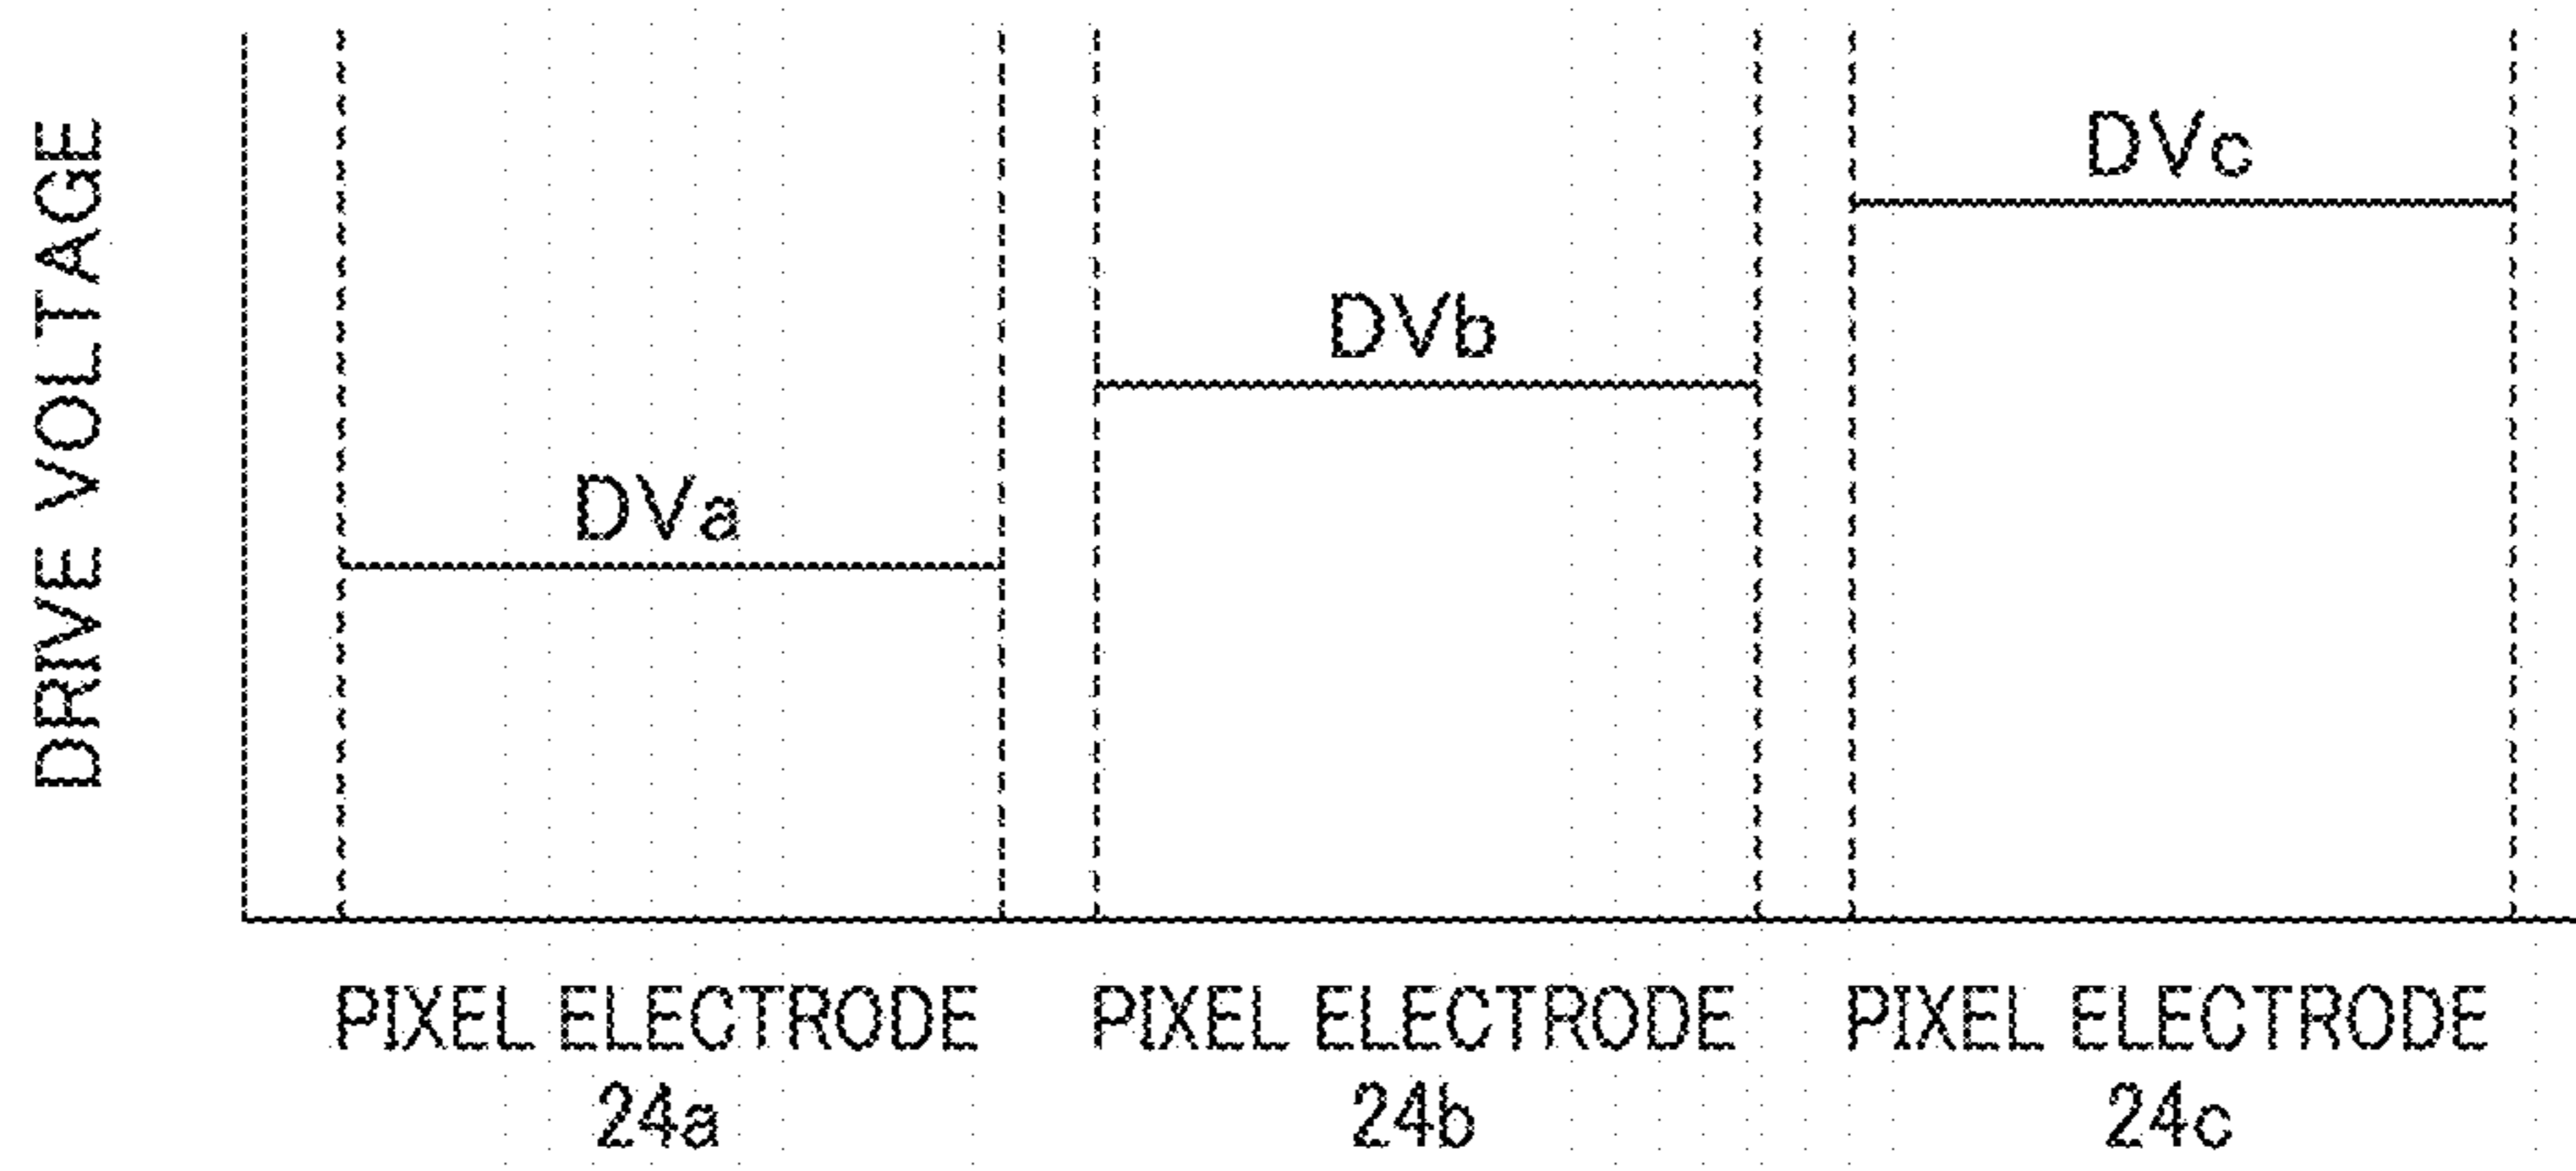 DRIVE VOLTAGE
DVa
DVb
DVc
PIXEL ELECTRODE
24a
PIXEL ELECTRODE
24b
PIXEL ELECTRODE
24c